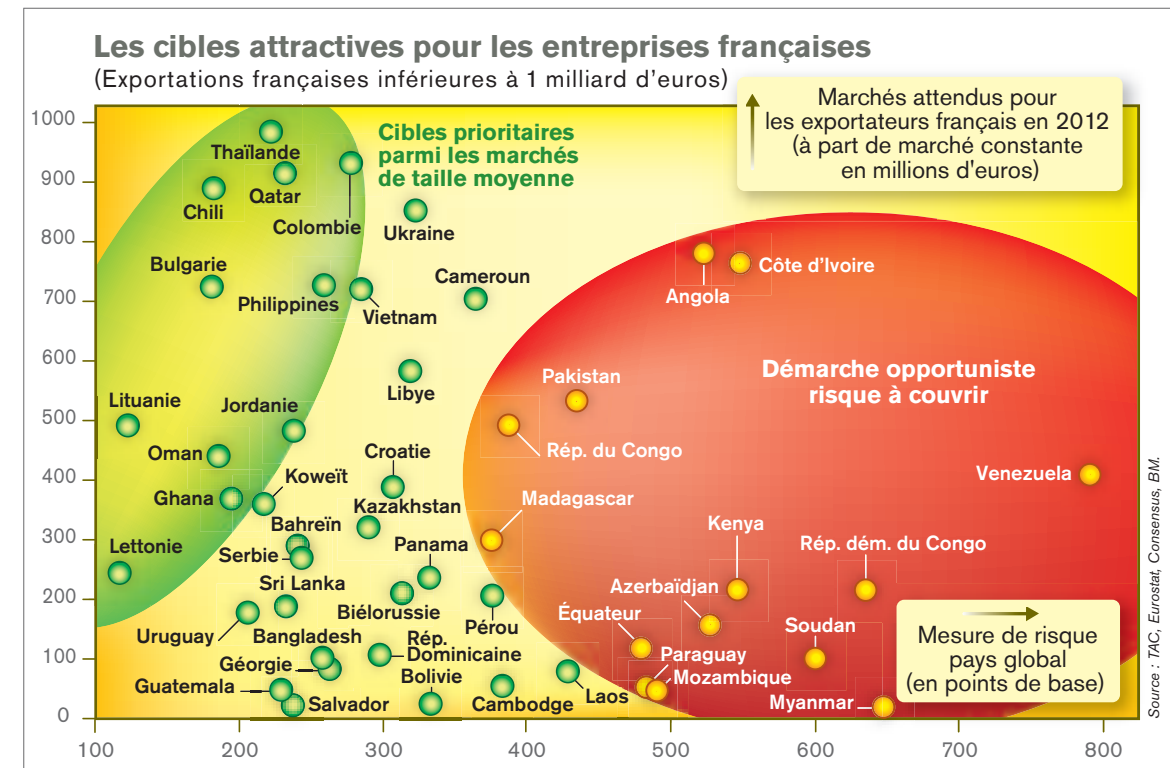 Les cibles attractives pour les entreprises françaises
(Exportations françaises inférieures à 1 milliard d'euros)
Marchés attendus pour
les exportateurs français en 2012
(à part de marché constante
en millions d'euros)
Cibles prioritaires
parmi les marchés
de taille moyenne
1000
900
800
700
600
500
400
300
200
100
0
Thaïlande
Chili
Qatar
Colombie
Ukraine
Bulgarie
Philippines
Vietnam
Cameroun
Angola
Côte d'Ivoire
Libye
Pakistan
Démarche opportuniste
risque à couvrir
Lituanie
Jordanie
Oman
Croatie
Rép. du Congo
Venezuela
Ghana
Koweït
Kazakhstan
Madagascar
Bahreïn
Serbie
Panama
Kenya
Rép. dém. du Congo
Lettonie
Sri Lanka
Biélorussie
Pérou
Azerbaïdjan
Équateur
Uruguay
Bangladesh
Rép.
Dominicaine
Soudan
Géorgie
Paraguay
Mozambique
Guatemala
Salvador
Bolivie
Cambodge
Laos
Myanmar
Mesure de risque
pays global
(en points de base)
100
200
300
400
500
600
700
800
Source : TAC, Eurostat, Consensus, BM.